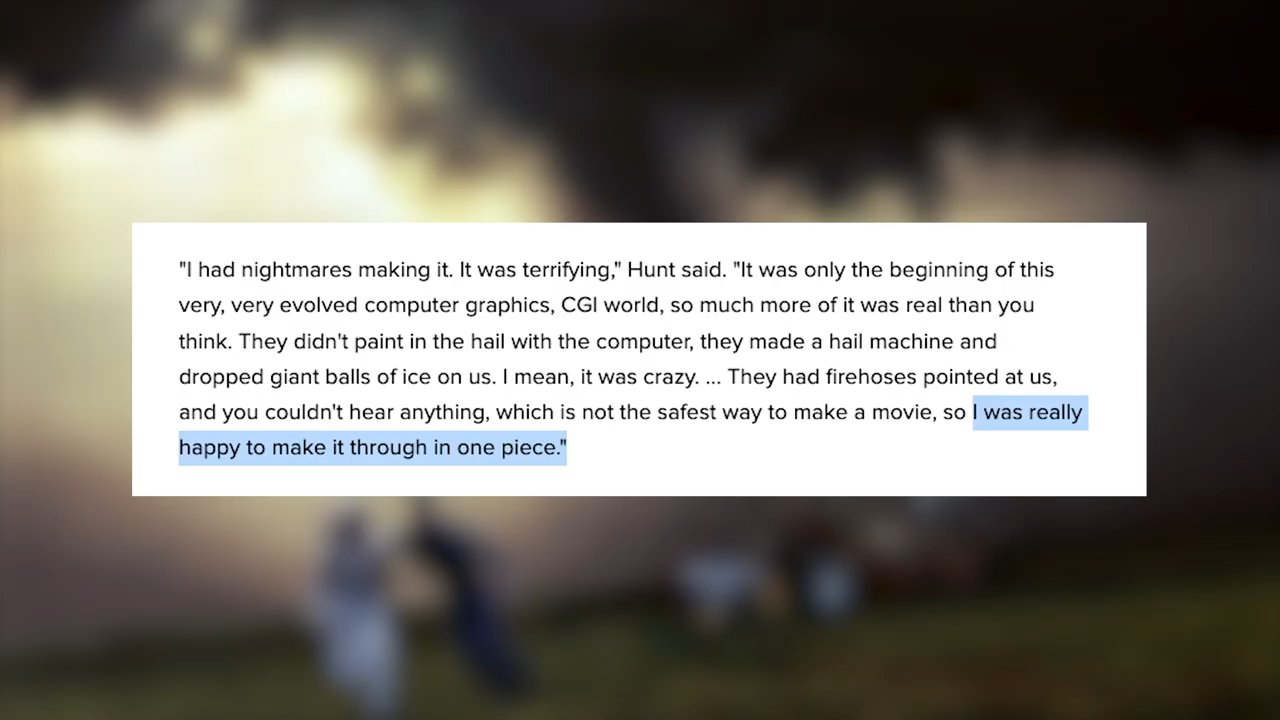 "I had nightmares making it. It was terrifying," Hunt said. "It was only the beginning of this
very, very evolved computer graphics, CGI world, so much more of it was real than you
think. They didn't paint in the hail with the computer, they made a hail machine and
dropped giant balls of ice on us. I mean, it was crazy. ... They had firehoses pointed at us,
and you couldn't hear anything, which is not the safest way to make a movie, so I was really
happy to make it through in one piece."